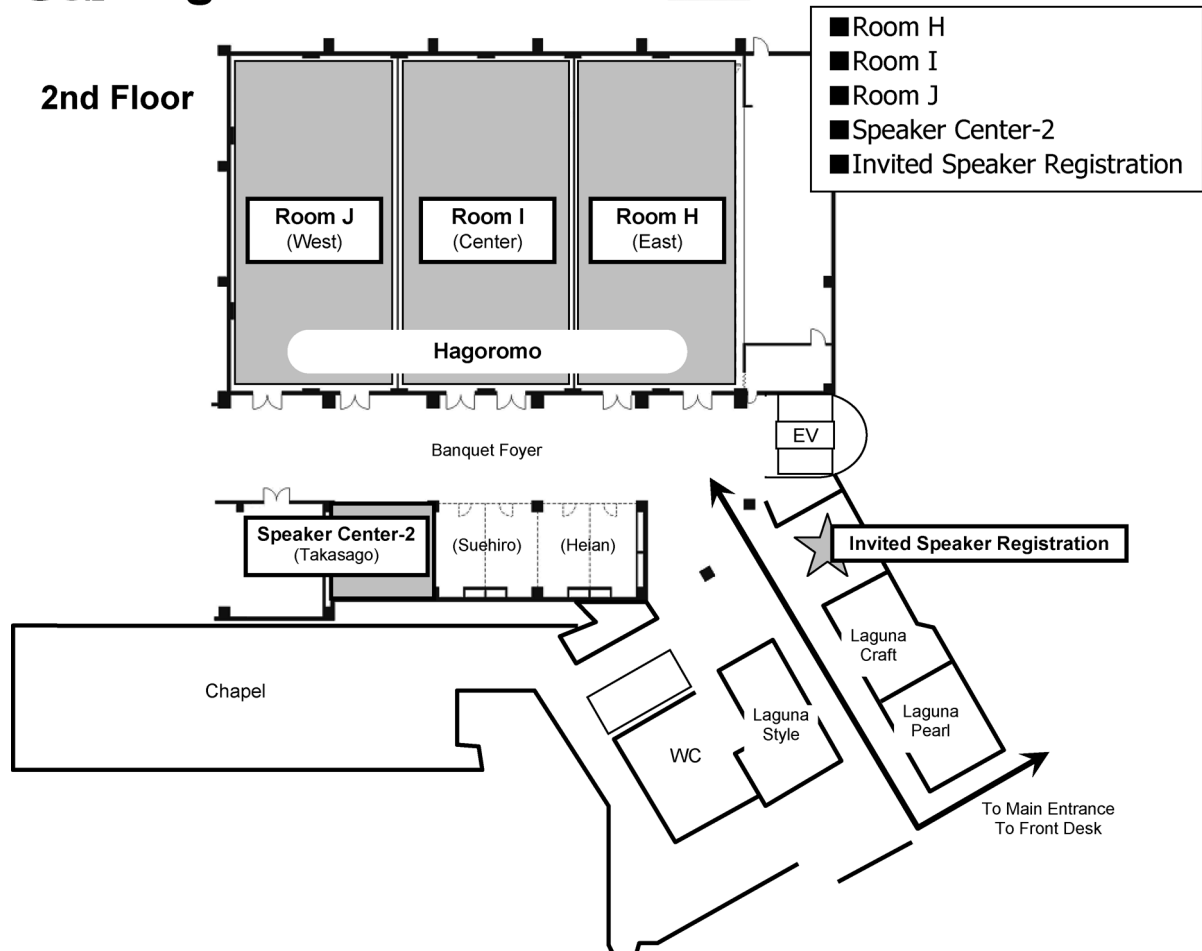 2nd Floor
■Room H
■Room I
■Room J
■Speaker Center-2
■Invited Speaker Registration
Room J
(West)
Room I
(Center)
Room H
(East)
Hagoromo
EV
Banquet Foyer
Speaker Center-2
(Takasago)
(Suehiro)
(Heian)
Invited Speaker Registration
Laguna
Craft
Chapel
Laguna
Pearl
Laguna
Style
WC
To Main Entrance
To Front Desk